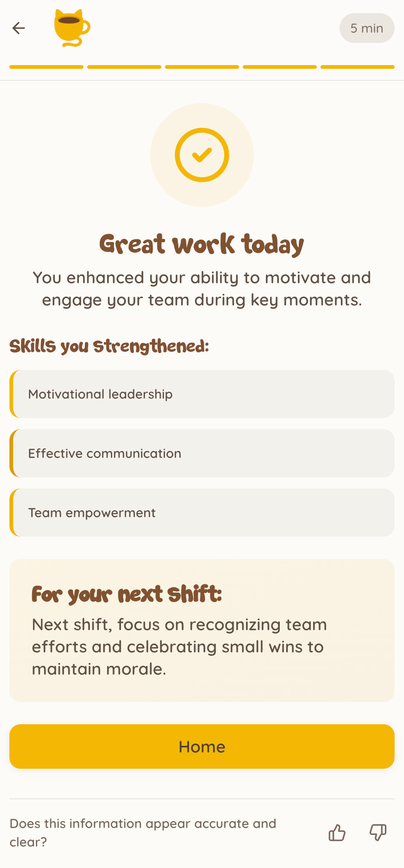 5 min
Great work today
You enhanced your ability to motivate and
engage your team during key moments.
Skills you strengthened:
Motivational leadership
Effective communication
Team empowerment
For your next shift:
Next shift, focus on recognizing team
efforts and celebrating small wins to
maintain morale.
Home
Does this information appear accurate and
clear?